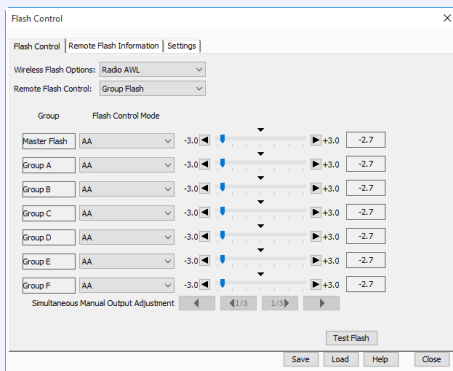 Flash Control
Flash Control Remote Flash Information Settings
Wireless Flash Options: Radio AWL
Remote Flash Control: Group Flash
Group Flash Control Mode
Master Flash AA -3.0 +3.0 -2.7
Group A AA -3.0 +3.0 -2.7
Group B AA -3.0 +3.0 -2.7
Group C AA -3.0 +3.0 -2.7
Group D AA -3.0 +3.0 -2.7
Group E AA -3.0 +3.0 -2.7
Group F AA -3.0 +3.0 -2.7
Simultaneous Manual Output Adjustment 1/3 1/3
Test Flash
Save Load Help Close